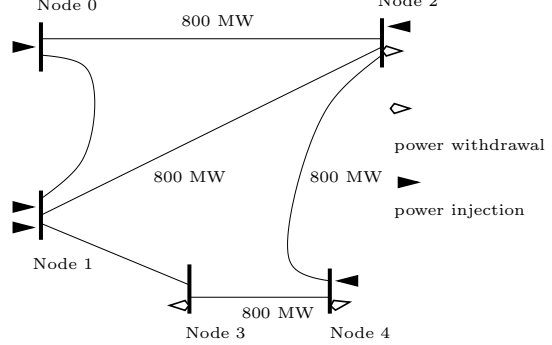 Node 0
Node 2
800 MW
power withdrawal
800 MW
800 MW
power injection
Node 1
800 MW
Node 3
Node 4